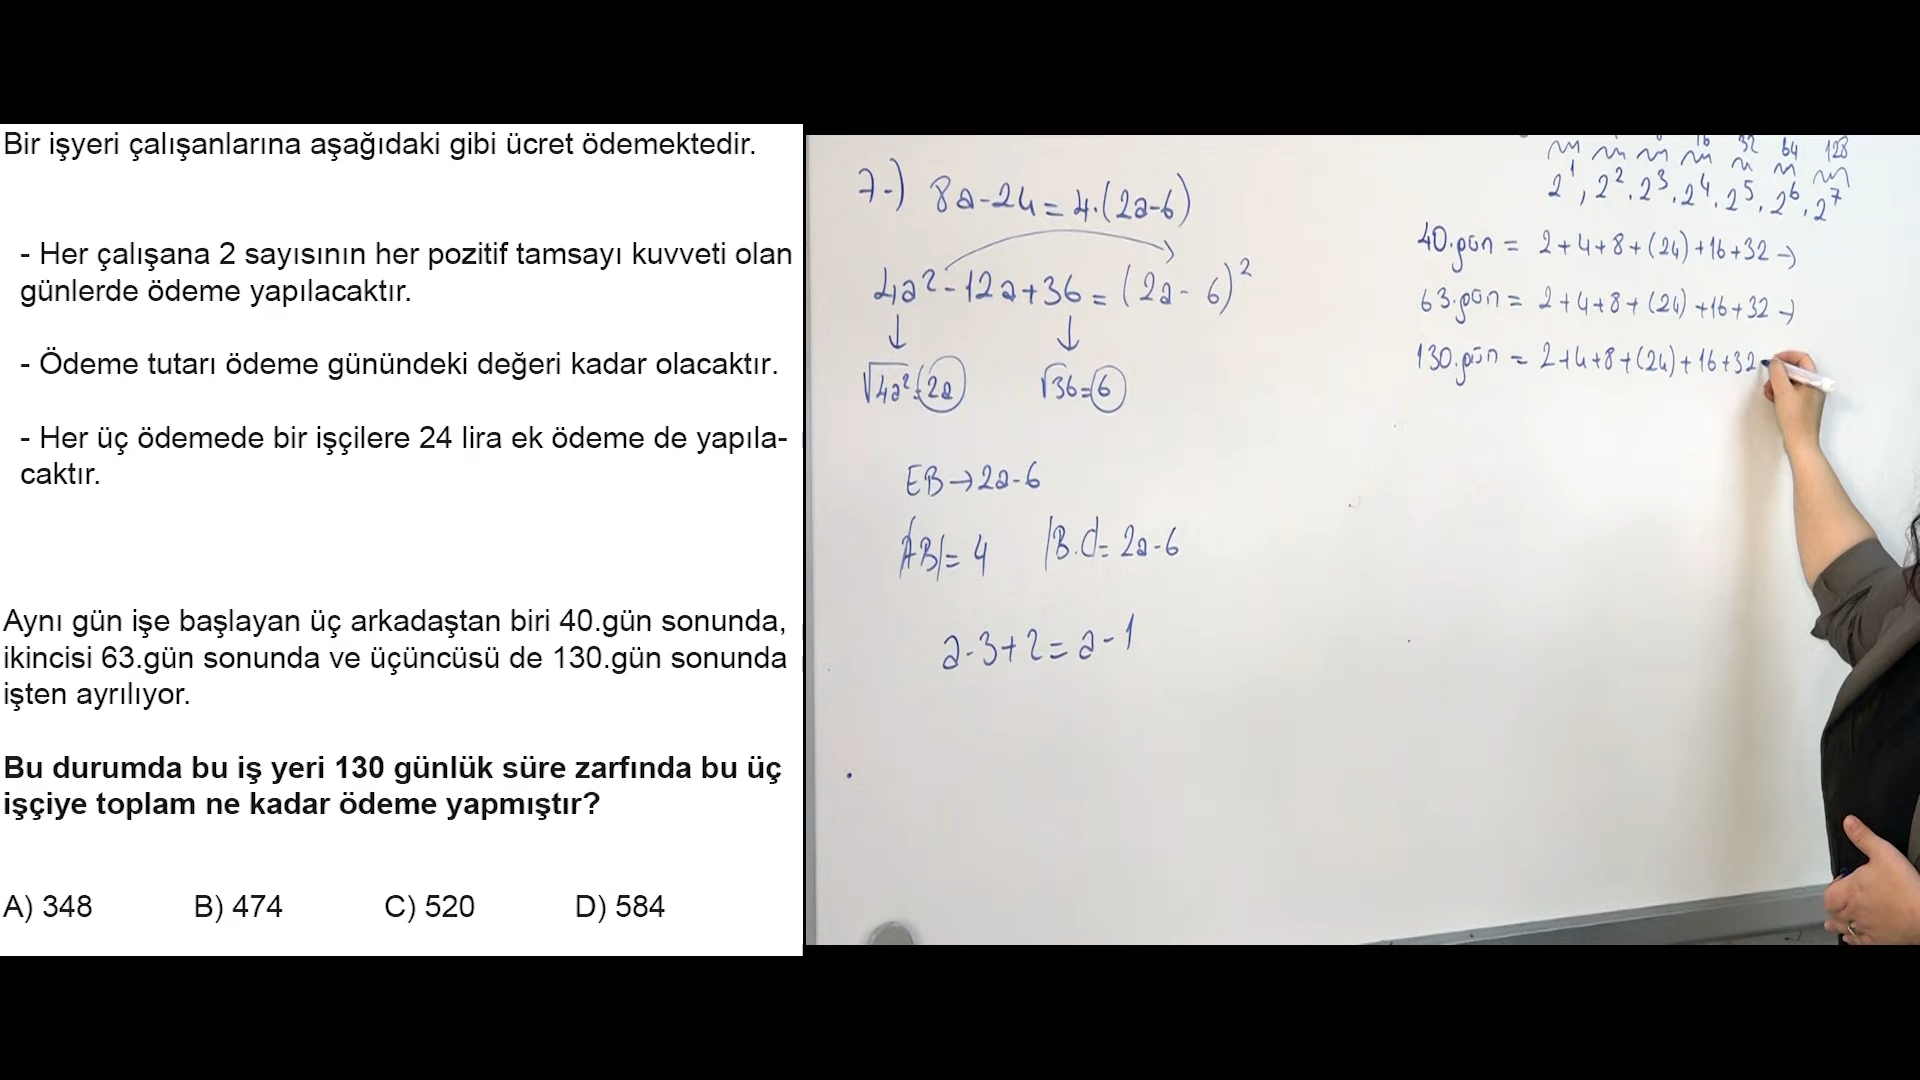 Bir işyeri çalışanlarına aşağıdaki gibi ücret ödemektedir.
- Her çalışana 2 sayısının her pozitif tamsayı kuvveti olan
günlerde ödeme yapılacaktır.
- Ödeme tutarı ödeme günündeki değeri kadar olacaktır.
- Her üç ödemede bir işçilere 24 lira ek ödeme de yapıla-
caktır.
Aynı gün işe başlayan üç arkadaştan biri 40.gün sonunda,
ikincisi 63.gün sonunda ve üçüncüsü de 130.gün sonunda
işten ayrılıyor.
Bu durumda bu iş yeri 130 günlük süre zarfında bu üç
işçiye toplam ne kadar ödeme yapmıştır?
A) 348 B) 474 C) 520 D) 584
7-) 8a-24=4.(2a-6)
4a²-12a+36=(2a-6)²
√4a²=2a √36=6
EB→2a-6
|AB|=4 |B.C|=2a-6
a-3+2=a-1
16 32 64 128
2¹, 2², 2³, 2⁴, 2⁵, 2⁶, 2⁷
40.gün = 2+4+8+(24)+16+32→
63.gün = 2+4+8+(24)+16+32→
130.gün = 2+4+8+(24)+16+32